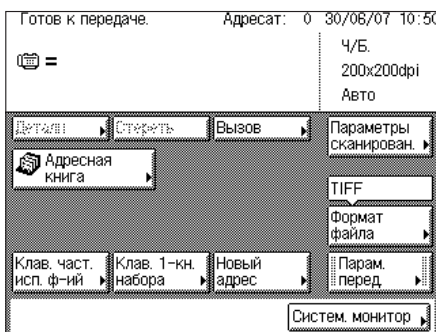 Готов к передаче. Адресат: 0 30/06/07 10:50
=
Ч/Б.
200x200dpi
Авто
Детали Стереть Вызов Параметры
сканирован.
Адресная
книга
TIFF
Формат
файла
Клав. част. Клав. 1-кн. Новый Парам.
исп. ф-ий набора адрес перед.
Систем. монитор